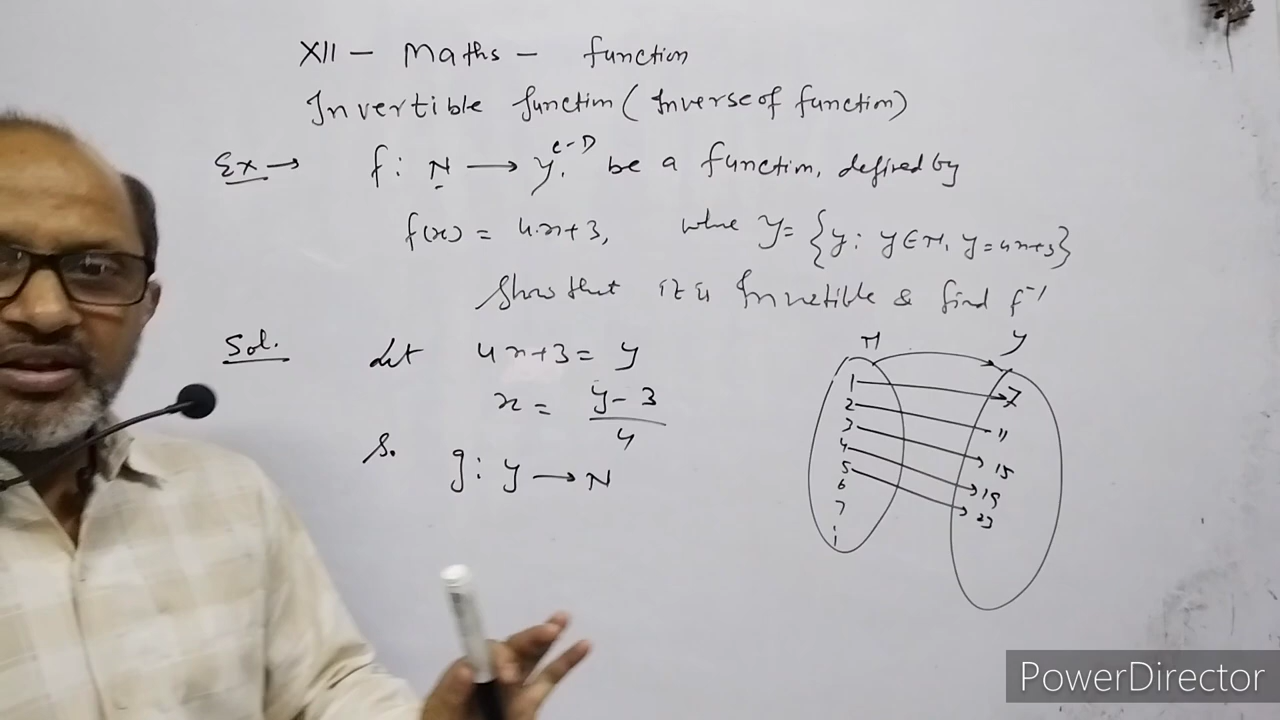 XII - Maths - function
Invertible function (Inverse of function)
Ex → f: N → Y, be a function, defined by
f(x) = 4x+3, where Y = {y: y∈N, y=4x+3}
Show that it is Invertible & find f⁻¹
Sol. Let 4x+3 = y
x = y-3/4
So g: y → N
N Y
1 7
2 11
3 15
4 19
5 23
6
7
PowerDirector